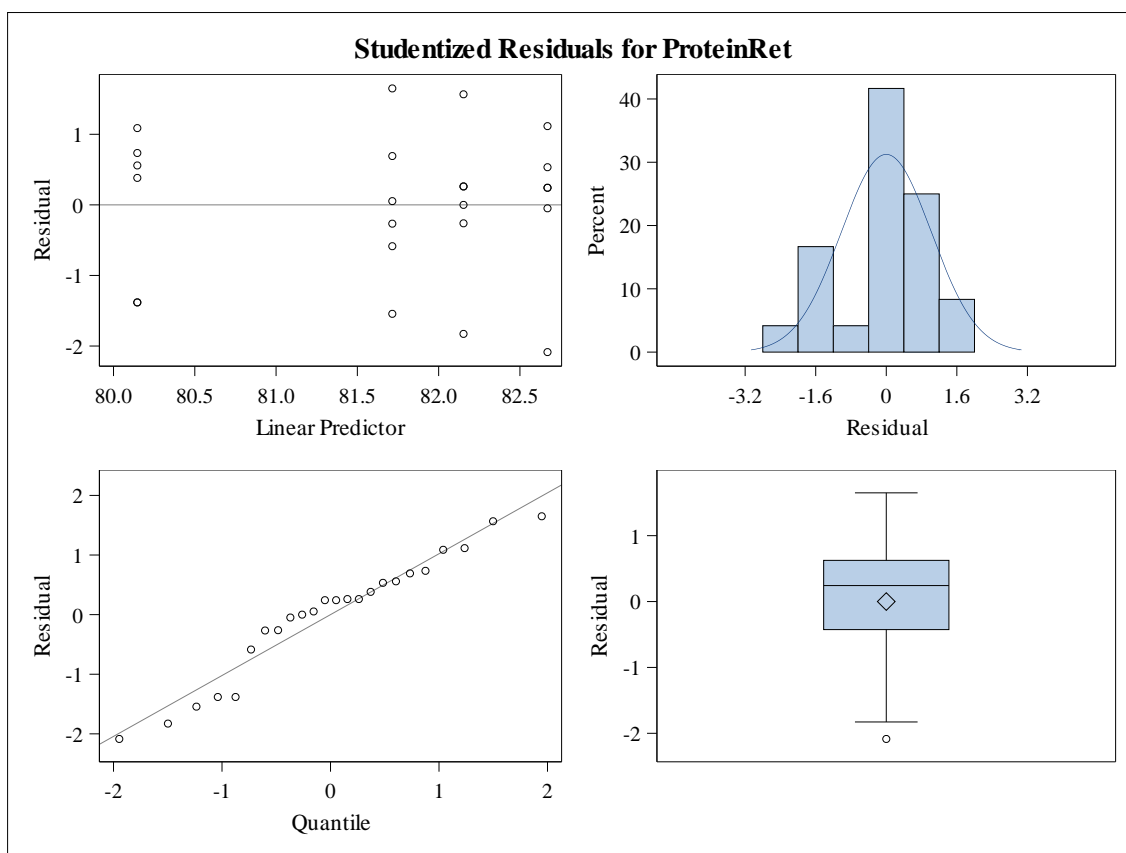 Studentized Residuals for ProteinRet
1
0
-1
-2
Residual
80.0 80.5 81.0 81.5 82.0 82.5
Linear Predictor
40
30
20
10
0
Percent
-3.2 -1.6 0 1.6 3.2
Residual
2
1
0
-1
-2
Residual
-2 -1 0 1 2
Quantile
1
0
-1
-2
Residual